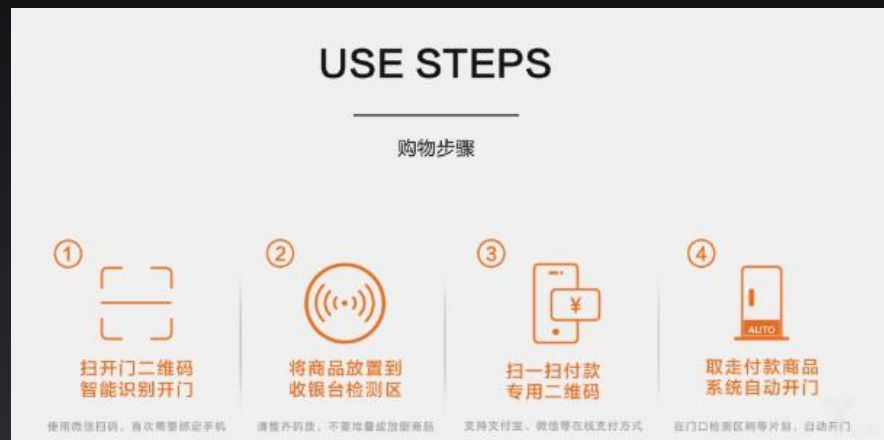 USE STEPS
购物步骤
①
扫开门二维码
智能识别开门
使用微信扫码，首次需要绑定手机
②
将商品放置到
收银台检测区
请整齐码放，不要堆叠或放倒商品
③
¥
扫一扫付款
专用二维码
支持支付宝、微信等在线支付方式
④
AUTO
取走付款商品
系统自动开门
在门口检测区稍等片刻，自动开门